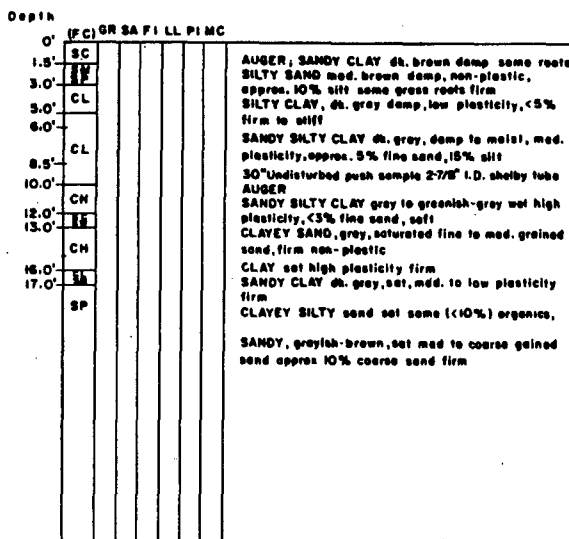 Depth
(FC) GR SA FI LL PI MC
0'
SC
AUGER; SANDY CLAY dk. brown damp some roots
1.5'
SILTY SAND med. brown damp, non-plastic,
approx. 10% silt some grass roots firm
3.0'
CL
SILTY CLAY, dk. gray damp, low plasticity, <5%
5.0'
firm to stiff
6.0'
SANDY SILTY CLAY dk. grey, damp to moist, med.
CL
plasticity, approx. 5% fine sand, 15% silt
8.5'
30" Undisturbed push sample 2-7/8" I.D. shelby tube
10.0'
AUGER
CH
SANDY SILTY CLAY grey to greenish-grey wet high
plasticity, <3% fine sand, soft
12.0'
13.0'
CLAYEY SAND, grey, saturated fine to med. grained
sand, firm non-plastic
CH
CLAY sat high plasticity firm
16.0'
17.0'
SANDY CLAY dk. gray, sat, med. to low plasticity
firm
SP
CLAYEY SILTY sand sat some (<10%) organics,
SANDY, grayish-brown, sat med to coarse gained
sand approx 10% coarse sand firm